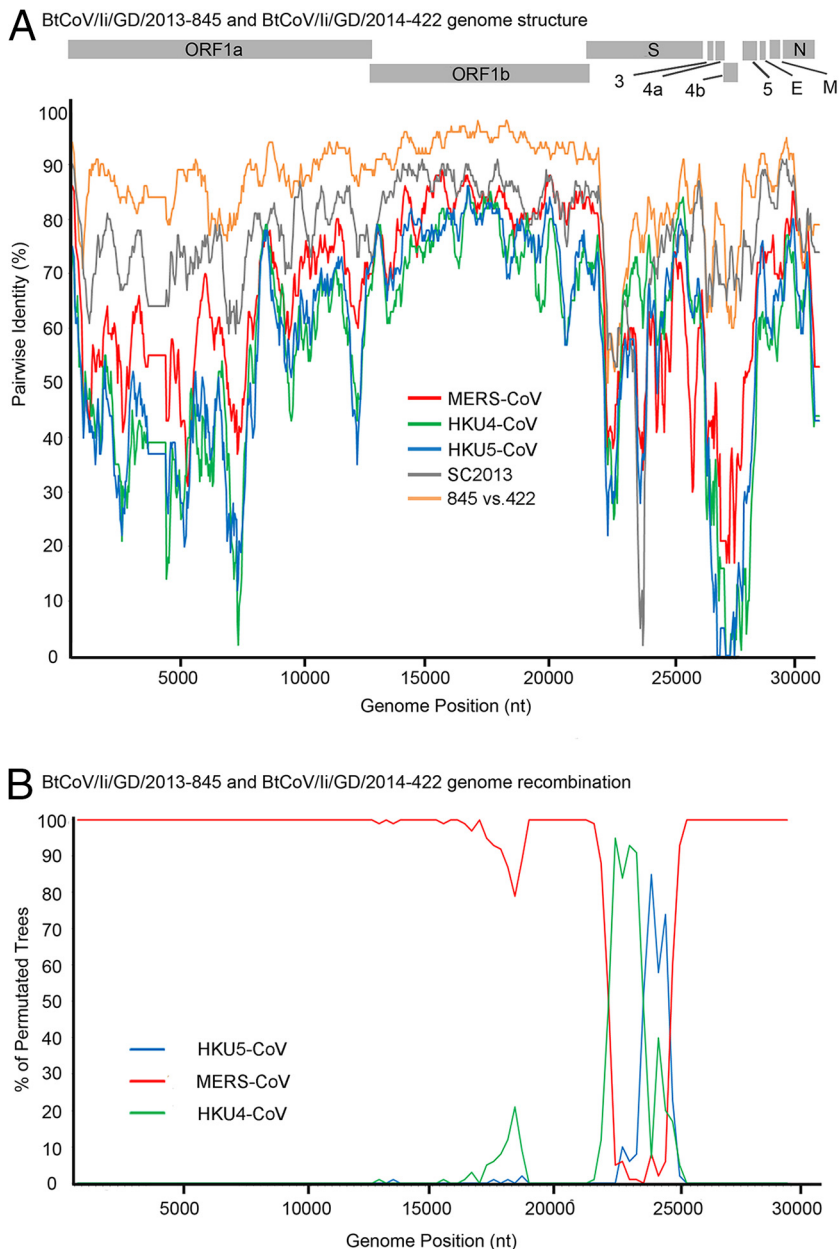 A BtCoV/li/GD/2013-845 and BtCoV/li/GD/2014-422 genome structure
ORF1a
S
N
ORF1b
3
4a
4b
5
E
M
100
90
80
70
60
50
40
30
20
10
0
Pairwise Identity (%)
MERS-CoV
HKU4-CoV
HKU5-CoV
SC2013
845 vs.422
5000
10000
15000
20000
25000
30000
Genome Position (nt)
B BtCoV/li/GD/2013-845 and BtCoV/li/GD/2014-422 genome recombination
100
90
80
70
60
50
40
30
20
10
0
% of Permutated Trees
HKU5-CoV
MERS-CoV
HKU4-CoV
5000
10000
15000
20000
25000
30000
Genome Position (nt)